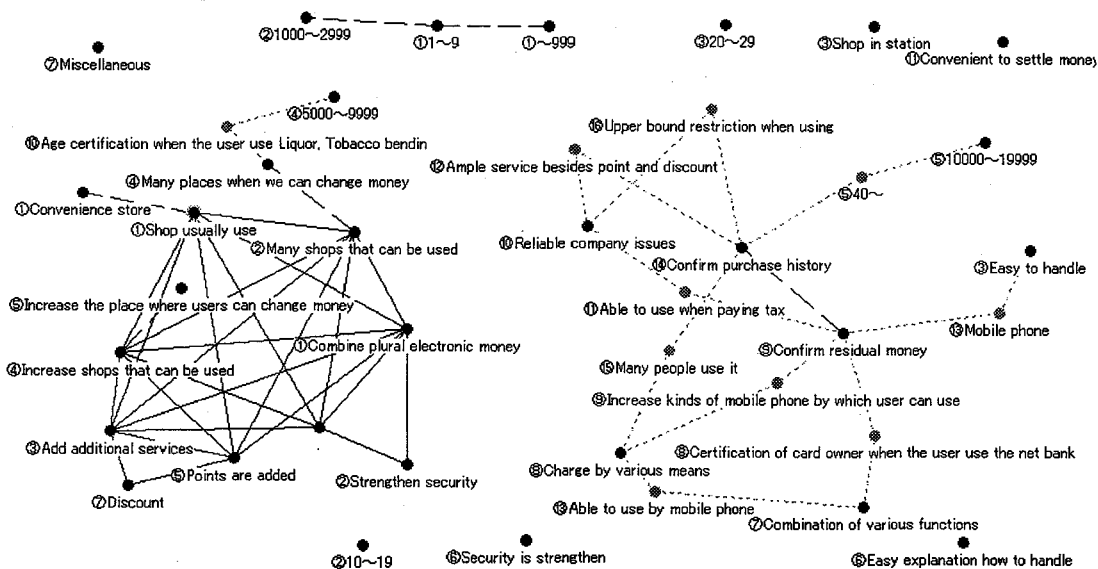 ②1000～2999
①1～9
①～999
③20～29
③Shop in station
⑪Convenient to settle money
⑦Miscellaneous
④5000～9999
⑩Age certification when the user use Liquor, Tobacco bendin
⑯Upper bound restriction when using
⑫Ample service besides point and discount
⑤10000～19999
④Many places when we can change money
⑤40～
①Convenience store
①Shop usually use
②Many shops that can be used
⑩Reliable company issues
⑭Confirm purchase history
③Easy to handle
⑤Increase the place where users can change money
⑪Able to use when paying tax
⑬Mobile phone
①Combine plural electronic money
⑨Confirm residual money
④Increase shops that can be used
⑮Many people use it
⑨Increase kinds of mobile phone by which user can use
③Add additional services
⑧Certification of card owner when the user use the net bank
⑤Points are added
②Strengthen security
⑧Charge by various means
⑦Discount
⑬Able to use by mobile phone
⑦Combination of various functions
②10～19
⑥Security is strengthen
⑥Easy explanation how to handle